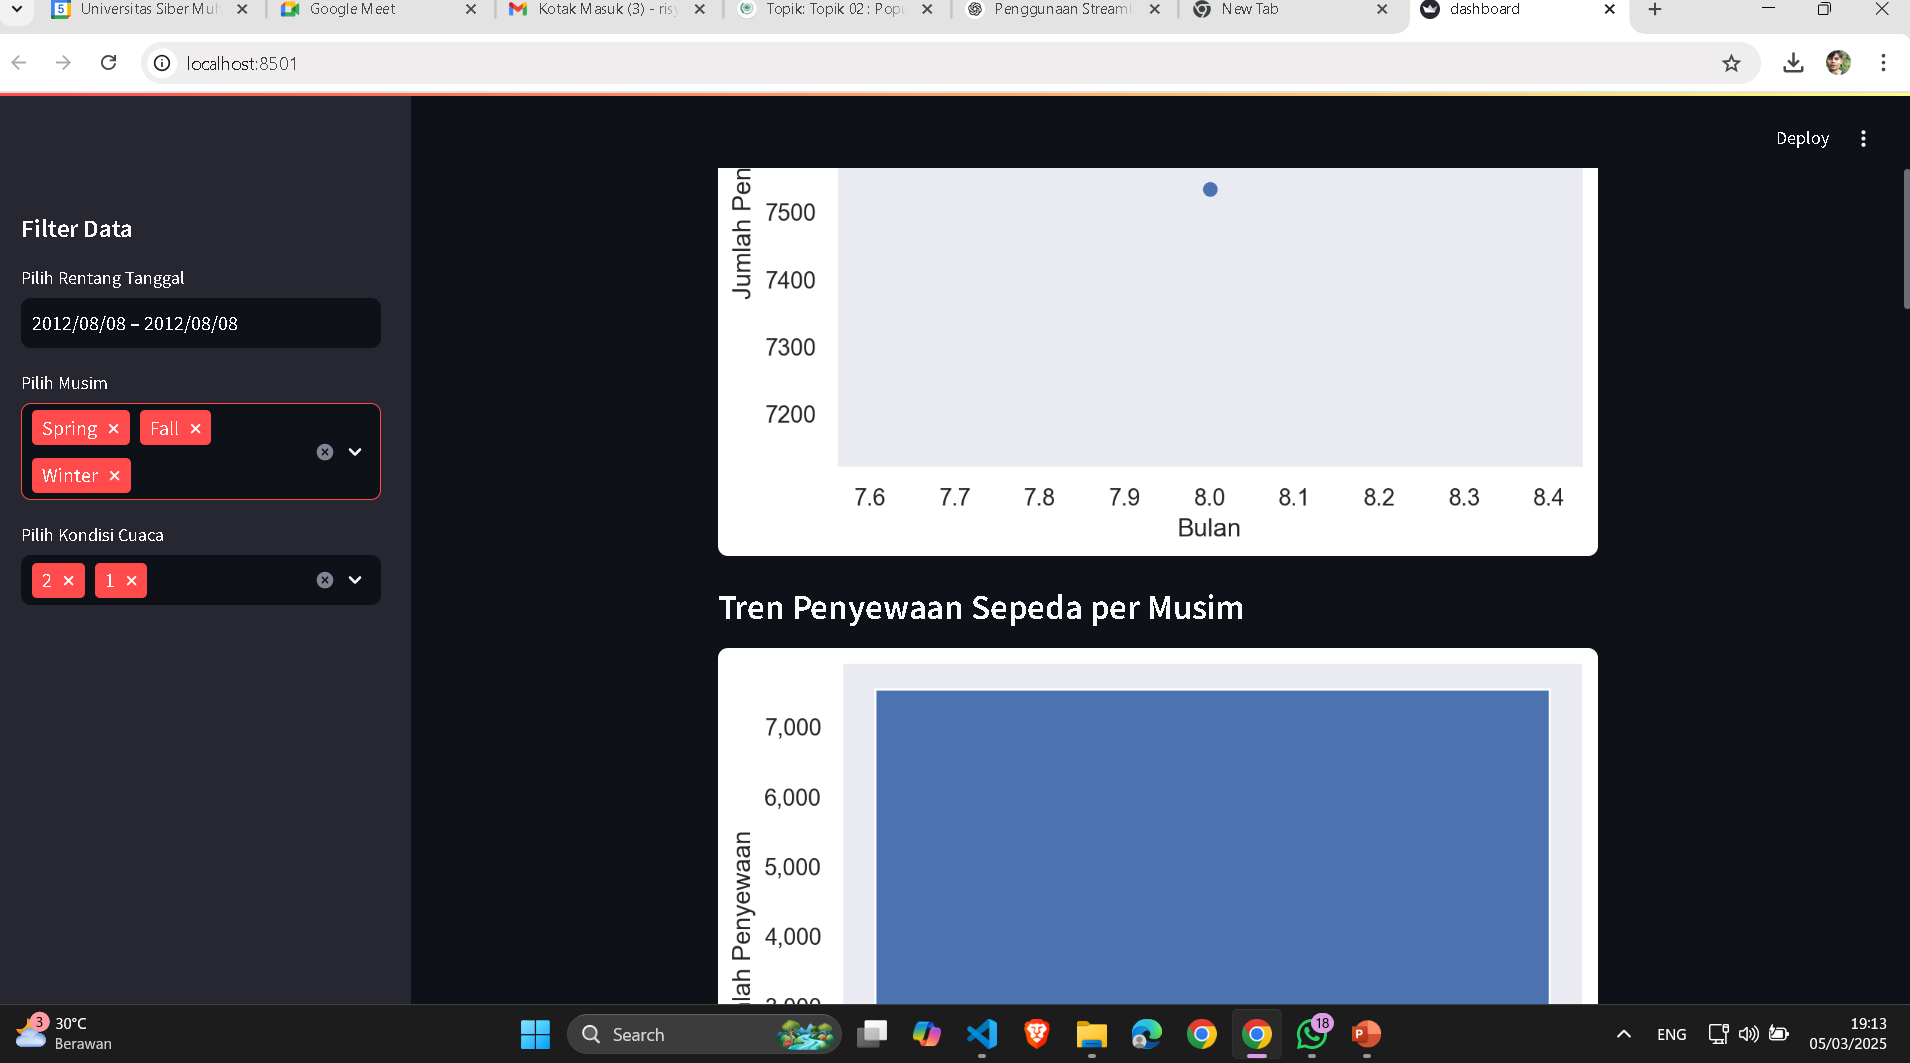 Universitas Siber Muh
Google Meet
Kotak Masuk (3) - risy
Topik: Topik 02 : Popu
Penggunaan Streaml
New Tab
dashboard
localhost:8501
Deploy
Filter Data
Pilih Rentang Tanggal
2012/08/08 – 2012/08/08
Pilih Musim
Spring
Fall
Winter
Pilih Kondisi Cuaca
2
1
Jumlah Pen
7500
7400
7300
7200
7.6 7.7 7.8 7.9 8.0 8.1 8.2 8.3 8.4
Bulan
Tren Penyewaan Sepeda per Musim
7,000
6,000
5,000
4,000
3,000
lah Penyewaan
3
30°C
Berawan
Search
18
ENG
19:13
05/03/2025